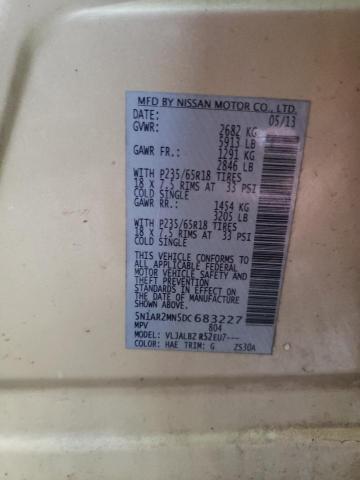 MFD BY NISSAN MOTOR CO., LTD.
DATE: 05/13
GVWR: 2682 KG
5913 LB
GAWR FR.: 1291 KG
2846 LB
WITH P235/65R18 TIRES
18 X 7.5 RIMS AT 33 PSI
COLD SINGLE
GAWR RR.: 1454 KG
3205 LB
WITH P235/65R18 TIRES
18 X 7.5 RIMS AT 33 PSI
COLD SINGLE
THIS VEHICLE CONFORMS TO ALL
APPLICABLE U.S. FEDERAL
MOTOR VEHICLE SAFETY AND
THEFT PREVENTION STANDARDS
IN EFFECT ON THE DATE OF
MANUFACTURE SHOWN ABOVE.
5N1AR2MN5DC683227
MPV 804
MODEL: VLJALBZ R52EU7---
COLOR: HAE TRIM: G ZS30A